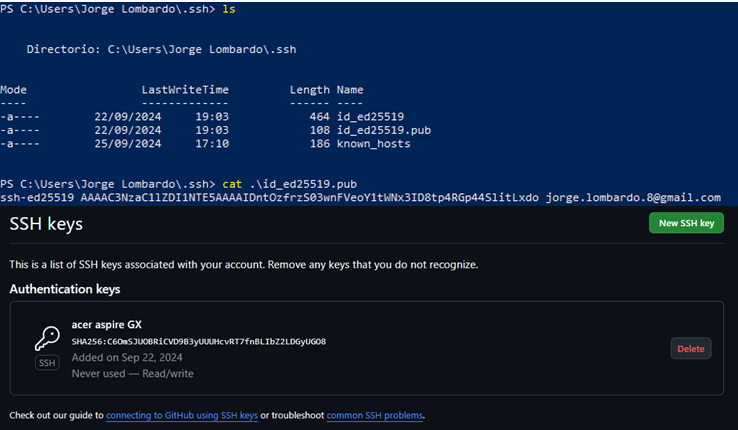 PS C:\Users\Jorge Lombardo\.ssh> ls
Directorio: C:\Users\Jorge Lombardo\.ssh
Mode LastWriteTime Length Name
---- ------------- ------ ----
-a---- 22/09/2024 19:03 464 id_ed25519
-a---- 22/09/2024 19:03 108 id_ed25519.pub
-a---- 25/09/2024 17:10 186 known_hosts
PS C:\Users\Jorge Lombardo\.ssh> cat .\id_ed25519.pub
ssh-ed25519 AAAAC3NzaC1lZDI1NTE5AAAAIDntOzfrzS03wnFVeoY1tWNx3ID8tp4RGp44SlitLxdo jorge.lombardo.8@gmail.com
SSH keys
New SSH key
This is a list of SSH keys associated with your account. Remove any keys that you do not recognize.
Authentication keys
acer aspire GX
SHA256:C6OmSJUOBRiCVD9B3yUUUHcvRT7fnBLIbZ2LDGyUGO8
SSH
Added on Sep 22, 2024
Never used — Read/write
Delete
Check out our guide to connecting to GitHub using SSH keys or troubleshoot common SSH problems.